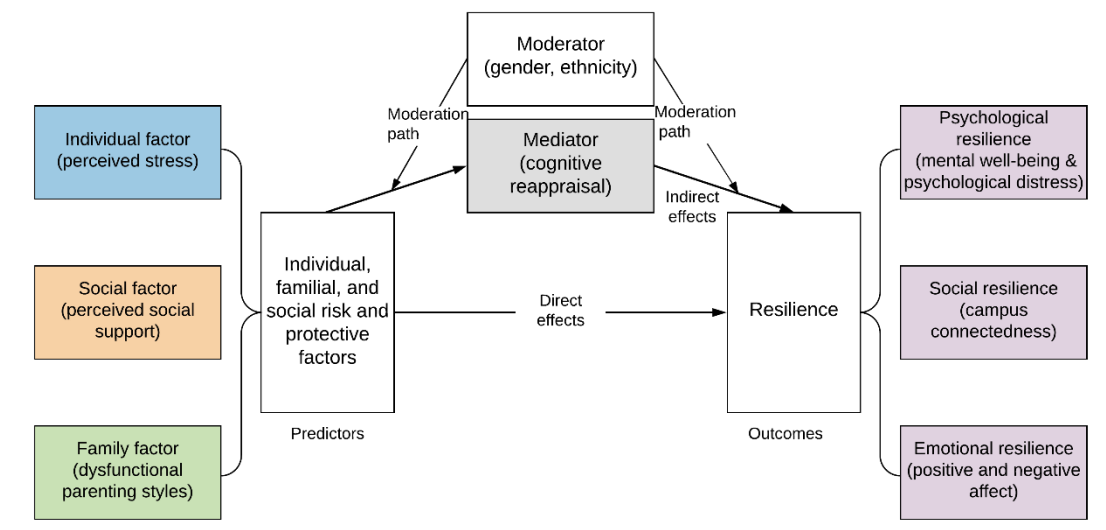 Moderator
(gender, ethnicity)
Moderation
path
Moderation
path
Mediator
(cognitive
reappraisal)
Indirect
effects
Individual factor
(perceived stress)
Social factor
(perceived social
support)
Family factor
(dysfunctional
parenting styles)
Individual,
familial, and
social risk and
protective
factors
Predictors
Direct
effects
Resilience
Outcomes
Psychological
resilience
(mental well-being &
psychological distress)
Social resilience
(campus
connectedness)
Emotional resilience
(positive and negative
affect)